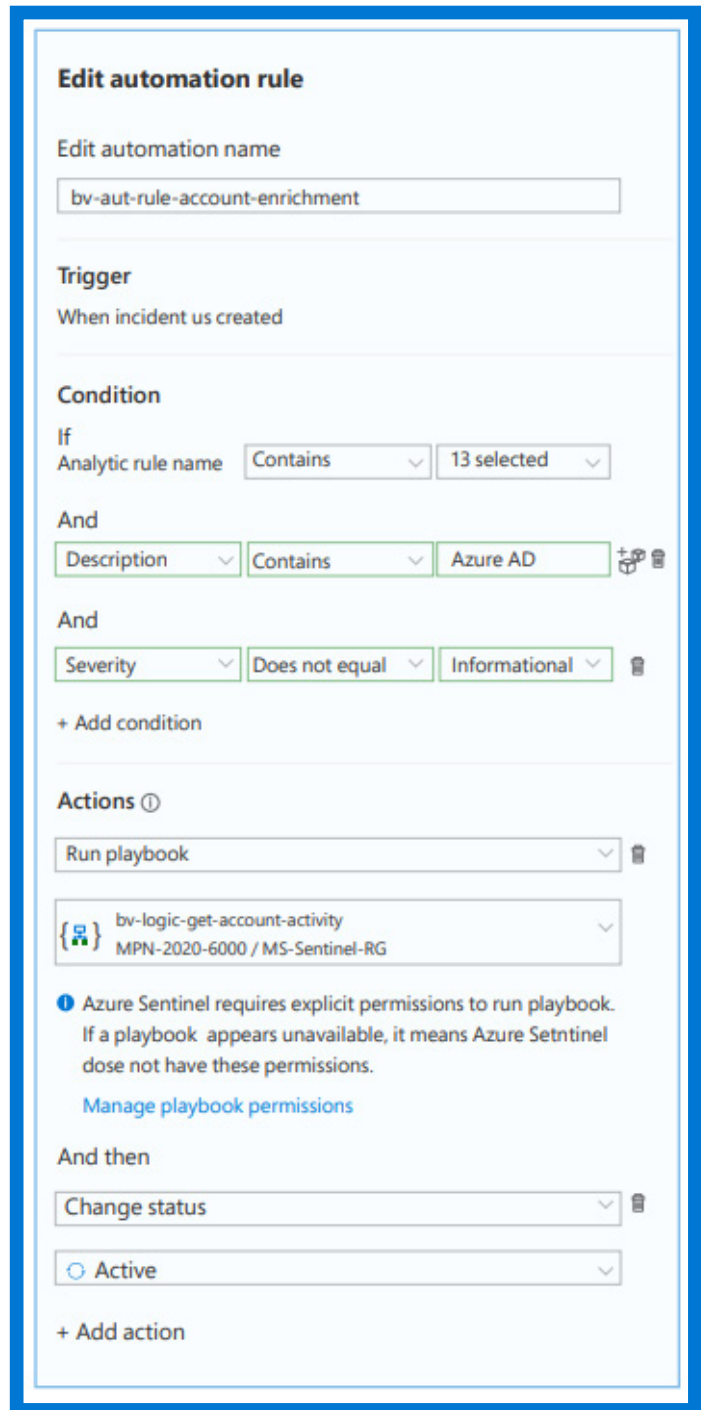 Edit automation rule
Edit automation name
bv-aut-rule-account-enrichment
Trigger
When incident us created
Condition
If
Analytic rule name Contains 13 selected
And
Description Contains Azure AD
And
Severity Does not equal Informational
+ Add condition
Actions
Run playbook
bv-logic-get-account-activity
MPN-2020-6000 / MS-Sentinel-RG
Azure Sentinel requires explicit permissions to run playbook.
If a playbook appears unavailable, it means Azure Setntinel
dose not have these permissions.
Manage playbook permissions
And then
Change status
Active
+ Add action